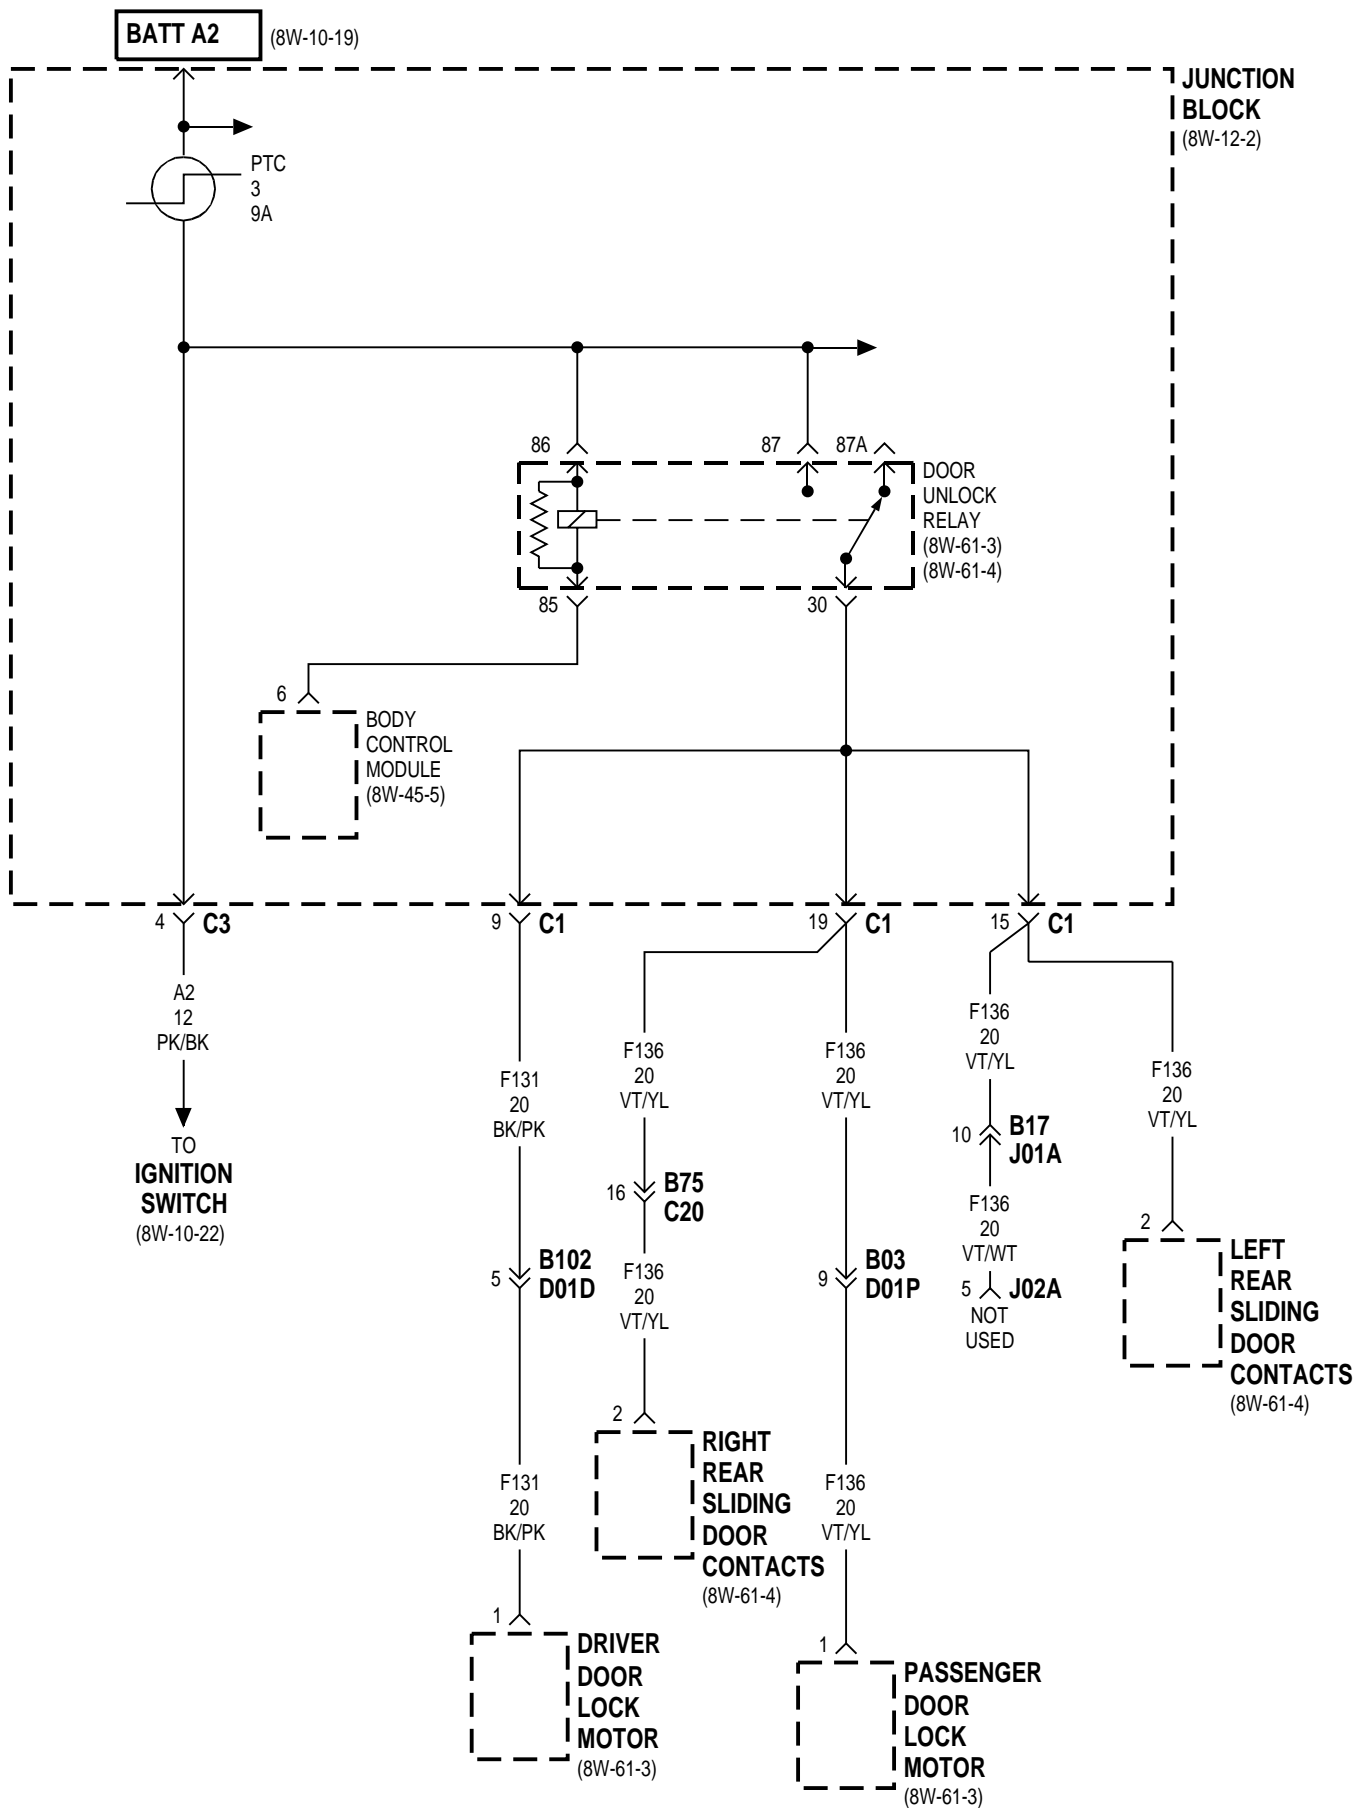 BATT A2 (8W-10-19)
JUNCTION
BLOCK
(8W-12-2)
PTC
3
9A
86
87
87A
DOOR
UNLOCK
RELAY
(8W-61-3)
(8W-61-4)
85
30
6
BODY
CONTROL
MODULE
(8W-45-5)
4 C3
9 C1
19 C1
15 C1
A2
12
PK/BK
TO
IGNITION
SWITCH
(8W-10-22)
F131
20
BK/PK
5
B102
D01D
F131
20
BK/PK
1
DRIVER
DOOR
LOCK
MOTOR
(8W-61-3)
F136
20
VT/YL
16
B75
C20
F136
20
VT/YL
2
RIGHT
REAR
SLIDING
DOOR
CONTACTS
(8W-61-4)
F136
20
VT/YL
9
B03
D01P
F136
20
VT/YL
1
PASSENGER
DOOR
LOCK
MOTOR
(8W-61-3)
F136
20
VT/YL
10
B17
J01A
F136
20
VT/WT
5 J02A
NOT
USED
F136
20
VT/YL
2
LEFT
REAR
SLIDING
DOOR
CONTACTS
(8W-61-4)